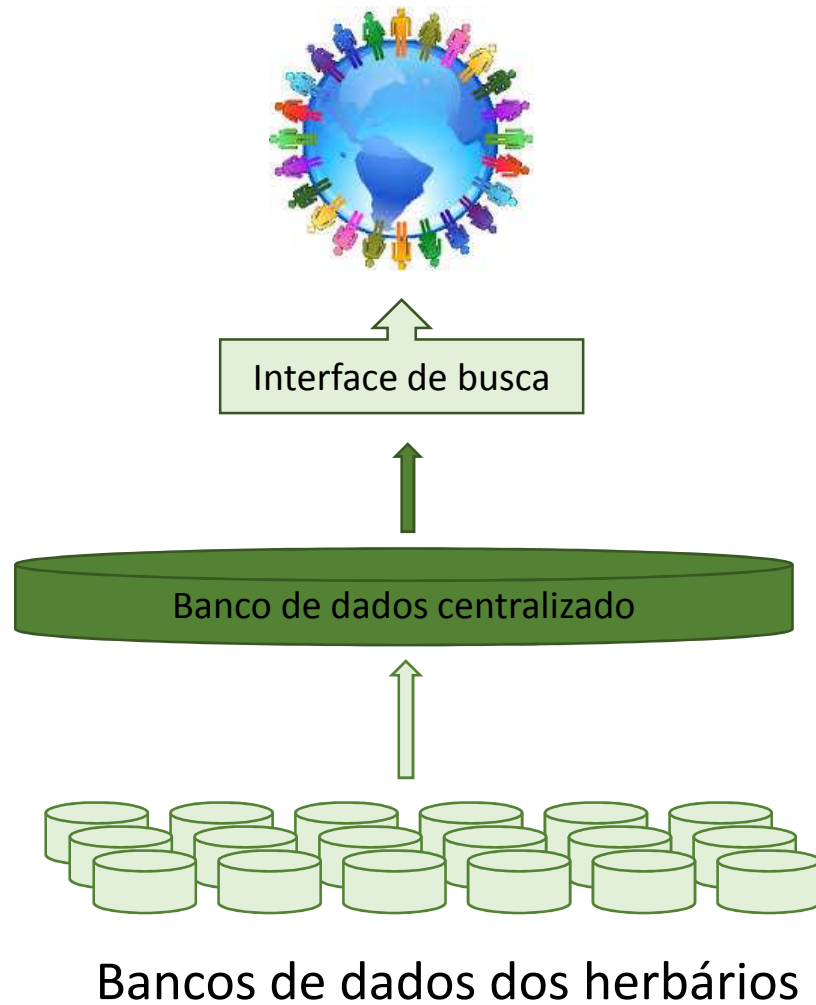 Interface de busca
Banco de dados centralizado
Bancos de dados dos herbários